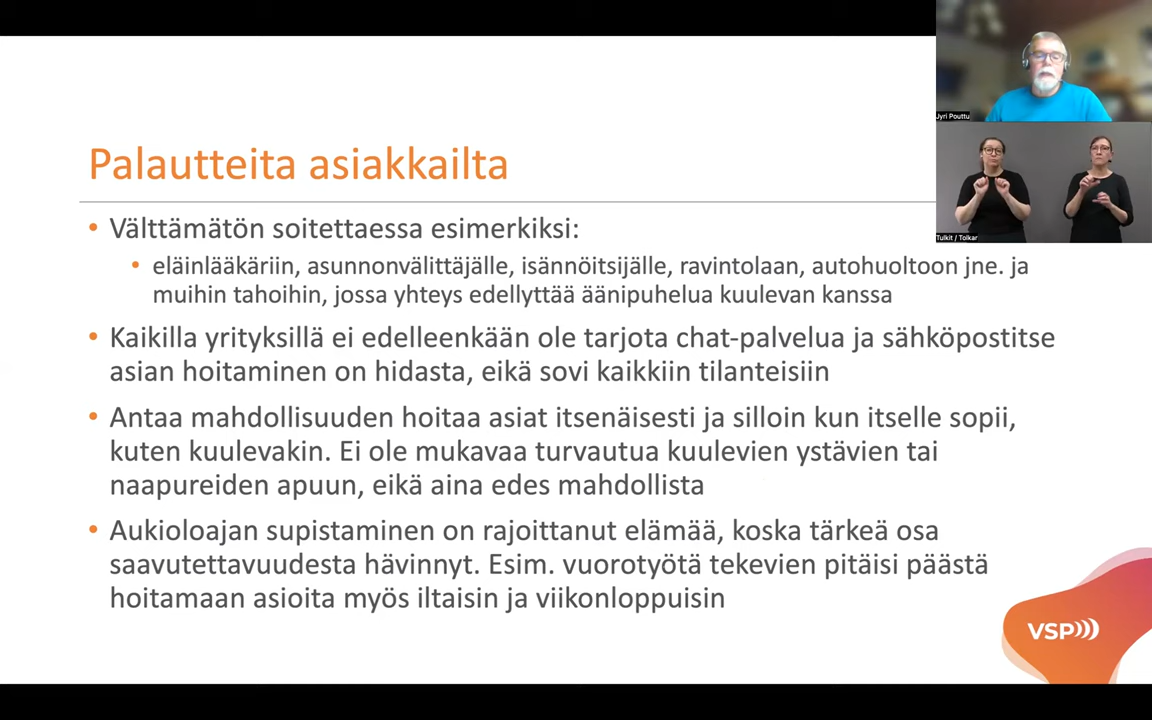 Jyri Pouttu
Tulkit / Tolkar
Palautteita asiakkailta
• Välttämätön soitettaessa esimerkiksi:
• eläinlääkäriin, asunnonvälittäjälle, isännöitsijälle, ravintolaan, autohuoltoon jne. ja
muihin tahoihin, jossa yhteys edellyttää äänipuhelua kuulevan kanssa
• Kaikilla yrityksillä ei edelleenkään ole tarjota chat-palvelua ja sähköpostitse
asian hoitaminen on hidasta, eikä sovi kaikkiin tilanteisiin
• Antaa mahdollisuuden hoitaa asiat itsenäisesti ja silloin kun itselle sopii,
kuten kuulevakin. Ei ole mukavaa turvautua kuulevien ystävien tai
naapureiden apuun, eikä aina edes mahdollista
• Aukioloajan supistaminen on rajoittanut elämää, koska tärkeä osa
saavutettavuudesta hävinnyt. Esim. vuorotyötä tekevien pitäisi päästä
hoitamaan asioita myös iltaisin ja viikonloppuisin
VSP